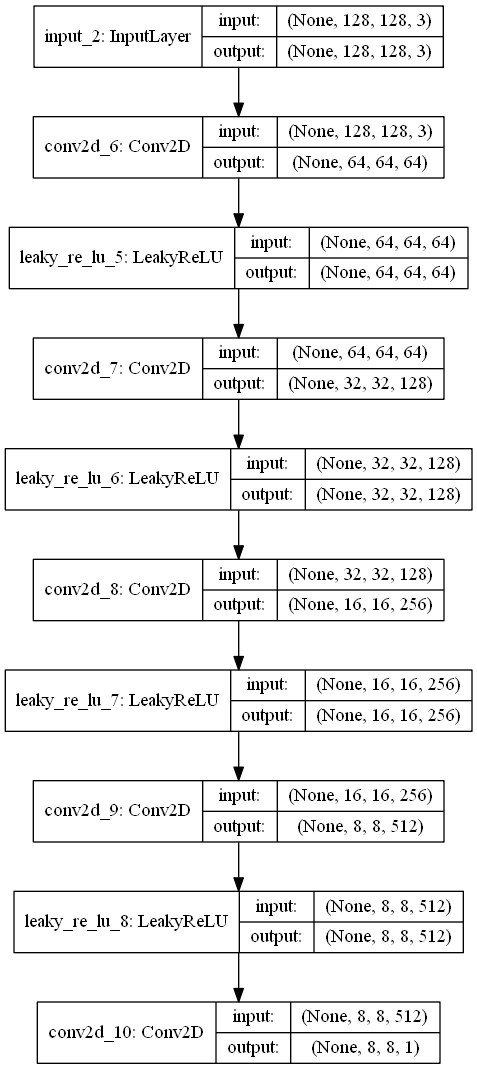 input_2: InputLayer
input: (None, 128, 128, 3)
output: (None, 128, 128, 3)
conv2d_6: Conv2D
input: (None, 128, 128, 3)
output: (None, 64, 64, 64)
leaky_re_lu_5: LeakyReLU
input: (None, 64, 64, 64)
output: (None, 64, 64, 64)
conv2d_7: Conv2D
input: (None, 64, 64, 64)
output: (None, 32, 32, 128)
leaky_re_lu_6: LeakyReLU
input: (None, 32, 32, 128)
output: (None, 32, 32, 128)
conv2d_8: Conv2D
input: (None, 32, 32, 128)
output: (None, 16, 16, 256)
leaky_re_lu_7: LeakyReLU
input: (None, 16, 16, 256)
output: (None, 16, 16, 256)
conv2d_9: Conv2D
input: (None, 16, 16, 256)
output: (None, 8, 8, 512)
leaky_re_lu_8: LeakyReLU
input: (None, 8, 8, 512)
output: (None, 8, 8, 512)
conv2d_10: Conv2D
input: (None, 8, 8, 512)
output: (None, 8, 8, 1)